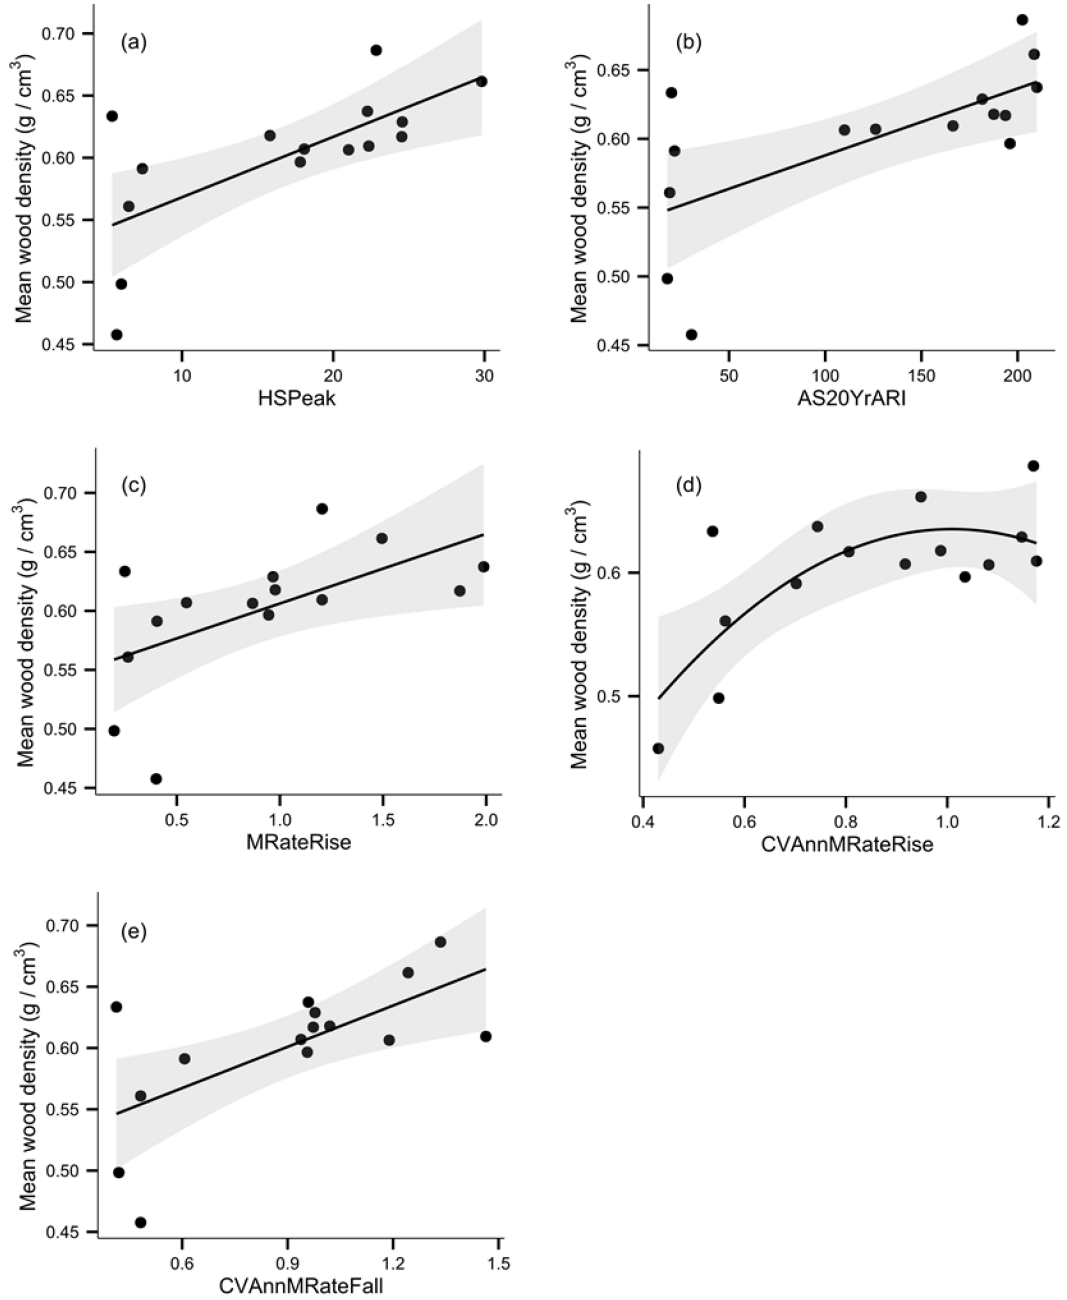 (a)
Mean wood density (g / cm³)
0.70
0.65
0.60
0.55
0.50
0.45
10 20 30
HSPeak
(b)
Mean wood density (g / cm³)
0.65
0.60
0.55
0.50
0.45
50 100 150 200
AS20YrARI
(c)
Mean wood density (g / cm³)
0.70
0.65
0.60
0.55
0.50
0.45
0.5 1.0 1.5 2.0
MRateRise
(d)
Mean wood density (g / cm³)
0.6
0.5
0.4 0.6 0.8 1.0 1.2
CVAnnMRateRise
(e)
Mean wood density (g / cm³)
0.70
0.65
0.60
0.55
0.50
0.45
0.6 0.9 1.2 1.5
CVAnnMRateFall